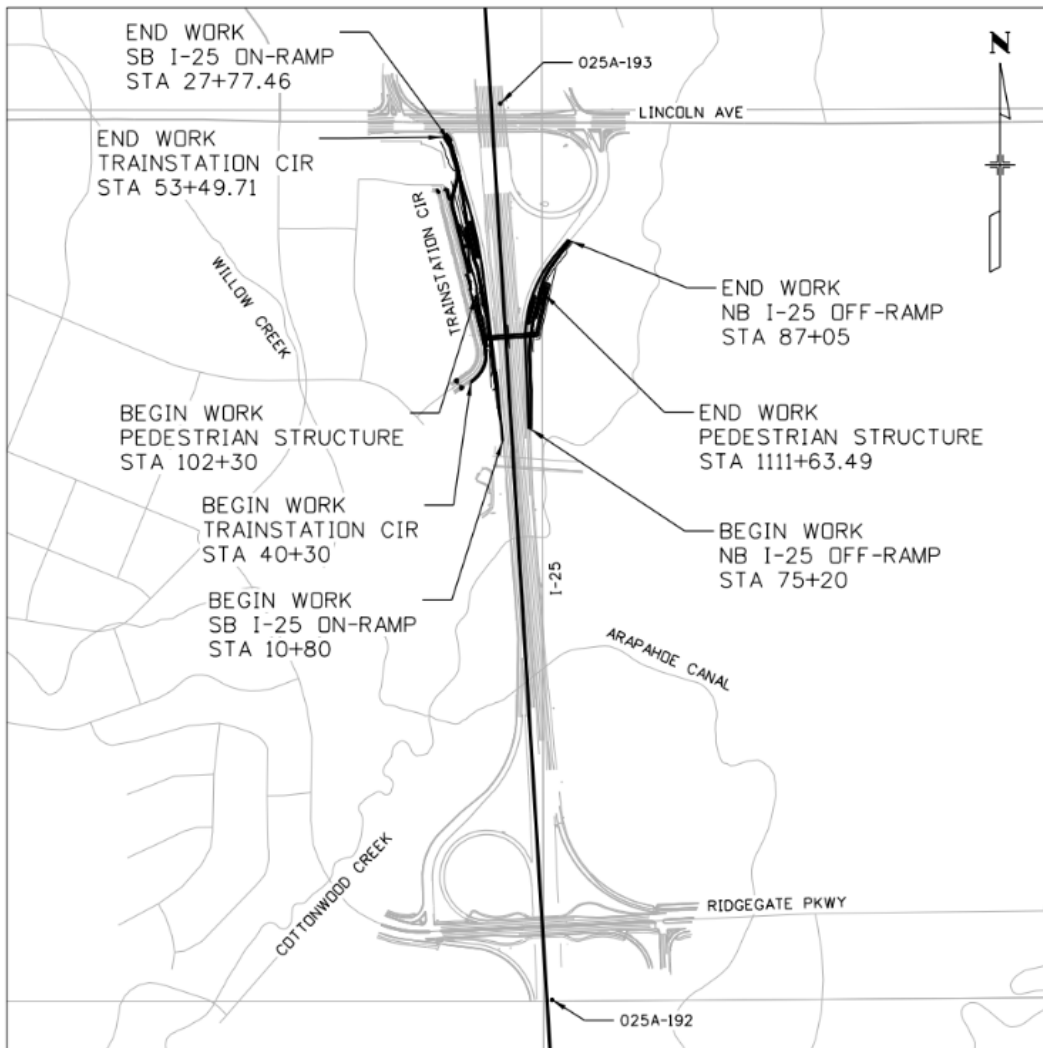 END WORK
SB I-25 ON-RAMP
STA 27+77.46
025A-193
N
LINCOLN AVE
END WORK
TRAINSTATION CIR
STA 53+49.71
TRAINSTATION CIR
WILLOW CREEK
END WORK
NB I-25 OFF-RAMP
STA 87+05
BEGIN WORK
PEDESTRIAN STRUCTURE
STA 102+30
END WORK
PEDESTRIAN STRUCTURE
STA 1111+63.49
BEGIN WORK
TRAINSTATION CIR
STA 40+30
BEGIN WORK
NB I-25 OFF-RAMP
STA 75+20
I-25
BEGIN WORK
SB I-25 ON-RAMP
STA 10+80
ARAPAHOE CANAL
COTTONWOOD CREEK
RIDGEGATE PKWY
025A-192